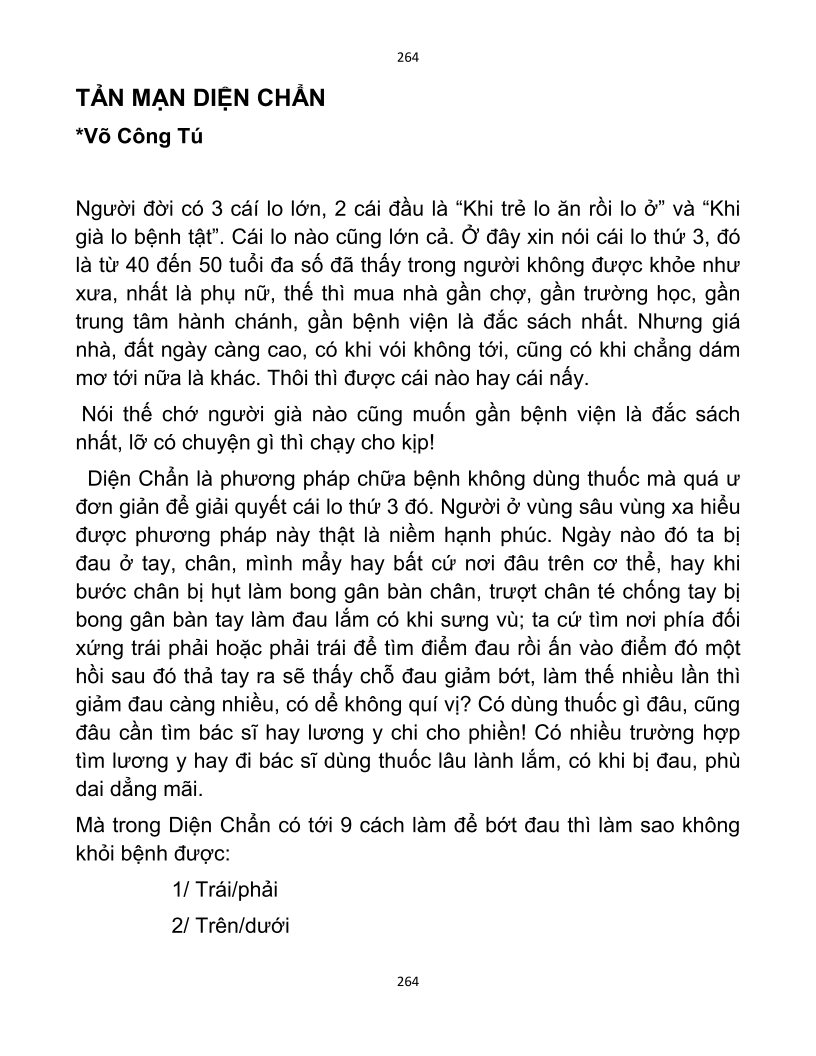 264
TẢN MẠN DIỆN CHẨN
*Võ Công Tú
Người đời có 3 cáí lo lớn, 2 cái đầu là “Khi trẻ lo ăn rồi lo ở” và “Khi
già lo bệnh tật”. Cái lo nào cũng lớn cả. Ở đây xin nói cái lo thứ 3, đó
là từ 40 đến 50 tuổi đa số đã thấy trong người không được khỏe như
xưa, nhất là phụ nữ, thế thì mua nhà gần chợ, gần trường học, gần
trung tâm hành chánh, gần bệnh viện là đắc sách nhất. Nhưng giá
nhà, đất ngày càng cao, có khi vói không tới, cũng có khi chẳng dám
mơ tới nữa là khác. Thôi thì được cái nào hay cái nấy.
Nói thế chớ người già nào cũng muốn gần bệnh viện là đắc sách
nhất, lỡ có chuyện gì thì chạy cho kịp!
Diện Chẩn là phương pháp chữa bệnh không dùng thuốc mà quá ư
đơn giản để giải quyết cái lo thứ 3 đó. Người ở vùng sâu vùng xa hiểu
được phương pháp này thật là niềm hạnh phúc. Ngày nào đó ta bị
đau ở tay, chân, mình mẩy hay bất cứ nơi đâu trên cơ thể, hay khi
bước chân bị hụt làm bong gân bàn chân, trượt chân té chống tay bị
bong gân bàn tay làm đau lắm có khi sưng vù; ta cứ tìm nơi phía đối
xứng trái phải hoặc phải trái để tìm điểm đau rồi ấn vào điểm đó một
hồi sau đó thả tay ra sẽ thấy chỗ đau giảm bớt, làm thế nhiều lần thì
giảm đau càng nhiều, có dể không quí vị? Có dùng thuốc gì đâu, cũng
đâu cần tìm bác sĩ hay lương y chi cho phiền! Có nhiều trường hợp
tìm lương y hay đi bác sĩ dùng thuốc lâu lành lắm, có khi bị đau, phù
dai dẳng mãi.
Mà trong Diện Chẩn có tới 9 cách làm để bớt đau thì làm sao không
khỏi bệnh được:
1/ Trái/phải
2/ Trên/dưới
264